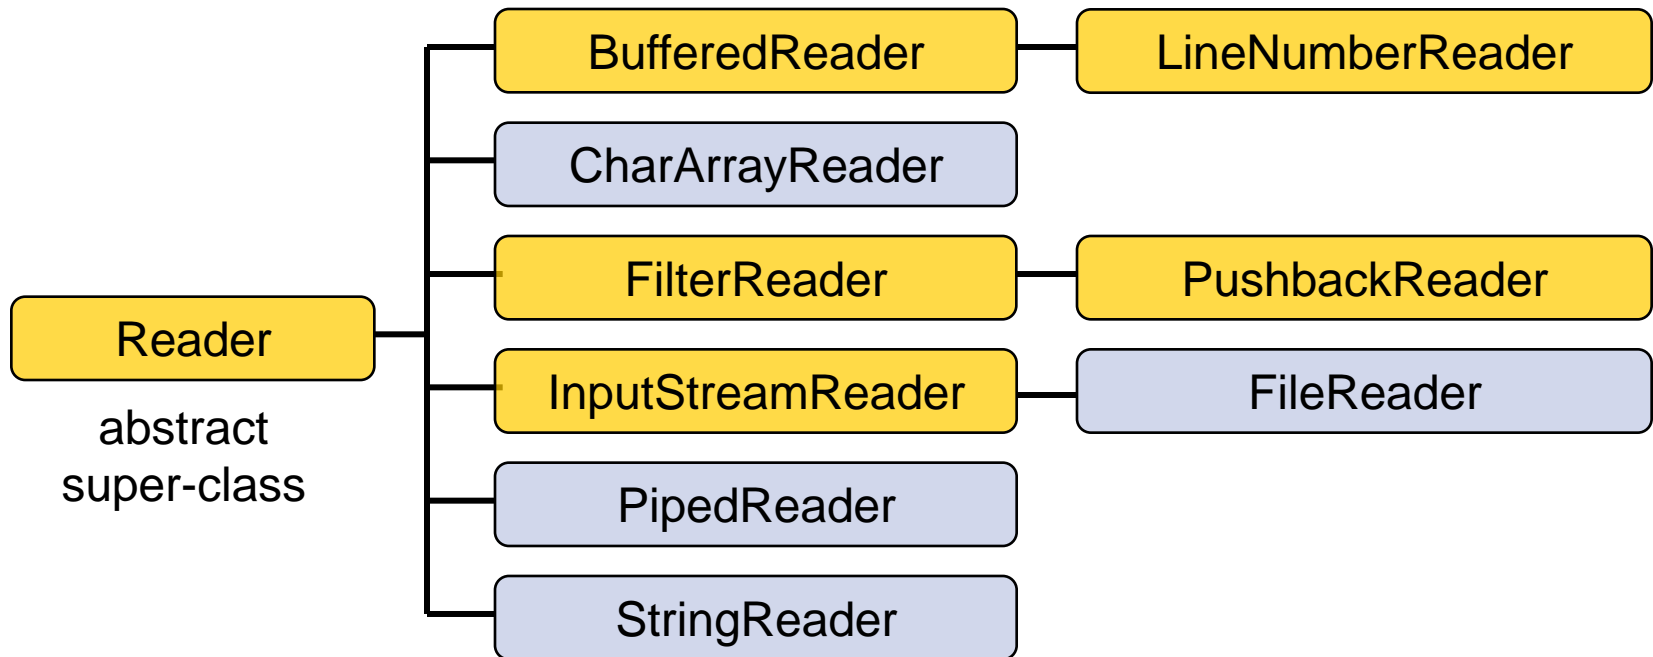 BufferedReader
LineNumberReader
CharArrayReader
FilterReader
PushbackReader
Reader
InputStreamReader
FileReader
abstract
super-class
PipedReader
StringReader